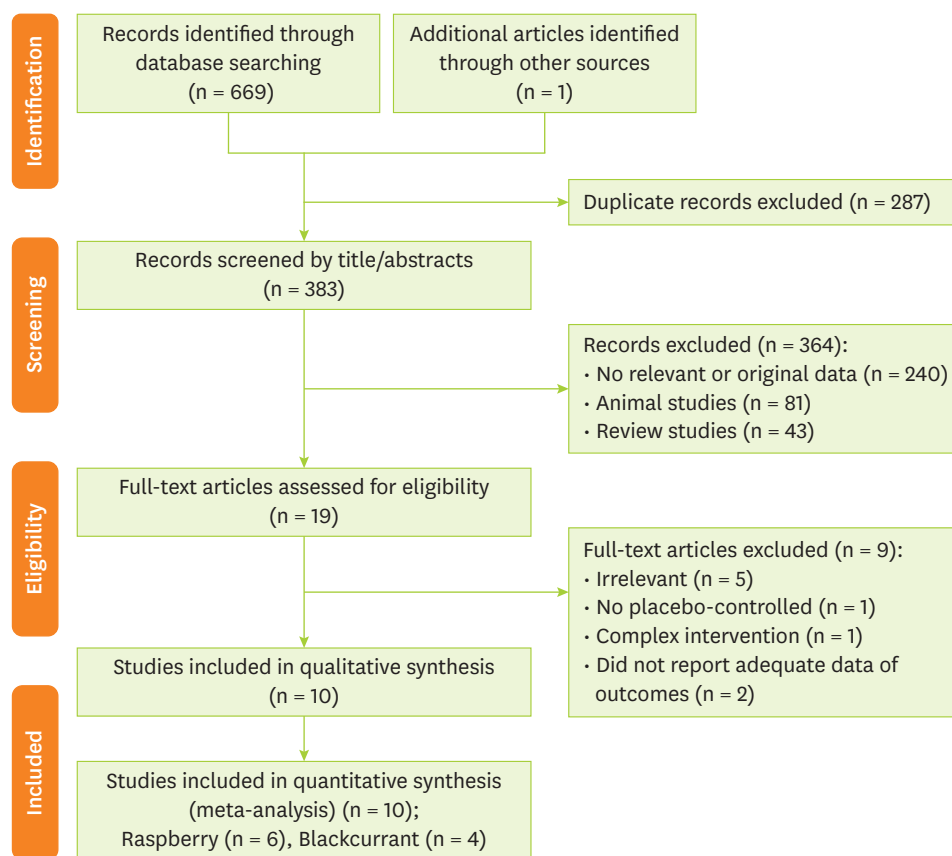 Identification
Records identified through
database searching
(n = 669)
Additional articles identified
through other sources
(n = 1)
Duplicate records excluded (n = 287)
Screening
Records screened by title/abstracts
(n = 383)
Records excluded (n = 364):
· No relevant or original data (n = 240)
· Animal studies (n = 81)
· Review studies (n = 43)
Eligibility
Full-text articles assessed for eligibility
(n = 19)
Full-text articles excluded (n = 9):
· Irrelevant (n = 5)
· No placebo-controlled (n = 1)
· Complex intervention (n = 1)
· Did not report adequate data of
outcomes (n = 2)
Studies included in qualitative synthesis
(n = 10)
Included
Studies included in quantitative synthesis
(meta-analysis) (n = 10);
Raspberry (n = 6), Blackcurrant (n = 4)